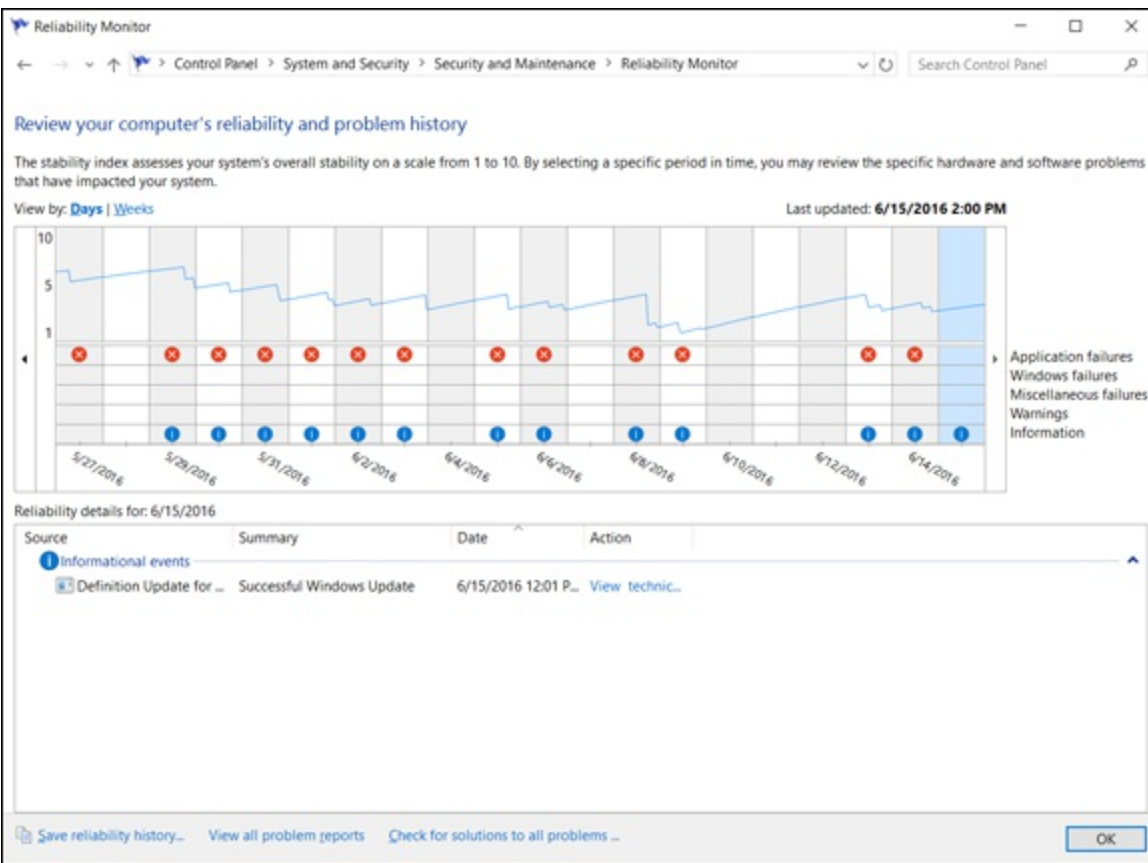 Reliability Monitor
Control Panel > System and Security > Security and Maintenance > Reliability Monitor
Search Control Panel
Review your computer's reliability and problem history
The stability index assesses your system's overall stability on a scale from 1 to 10. By selecting a specific period in time, you may review the specific hardware and software problems
that have impacted your system.
View by: Days | Weeks
Last updated: 6/15/2016 2:00 PM
10
5
1
Application failures
Windows failures
Miscellaneous failures
Warnings
Information
5/27/2016 5/29/2016 5/31/2016 6/2/2016 6/4/2016 6/6/2016 6/8/2016 6/10/2016 6/12/2016 6/14/2016
Reliability details for: 6/15/2016
Source Summary Date Action
Informational events
Definition Update for ... Successful Windows Update 6/15/2016 12:01 P... View technic...
Save reliability history... View all problem reports Check for solutions to all problems ...
OK